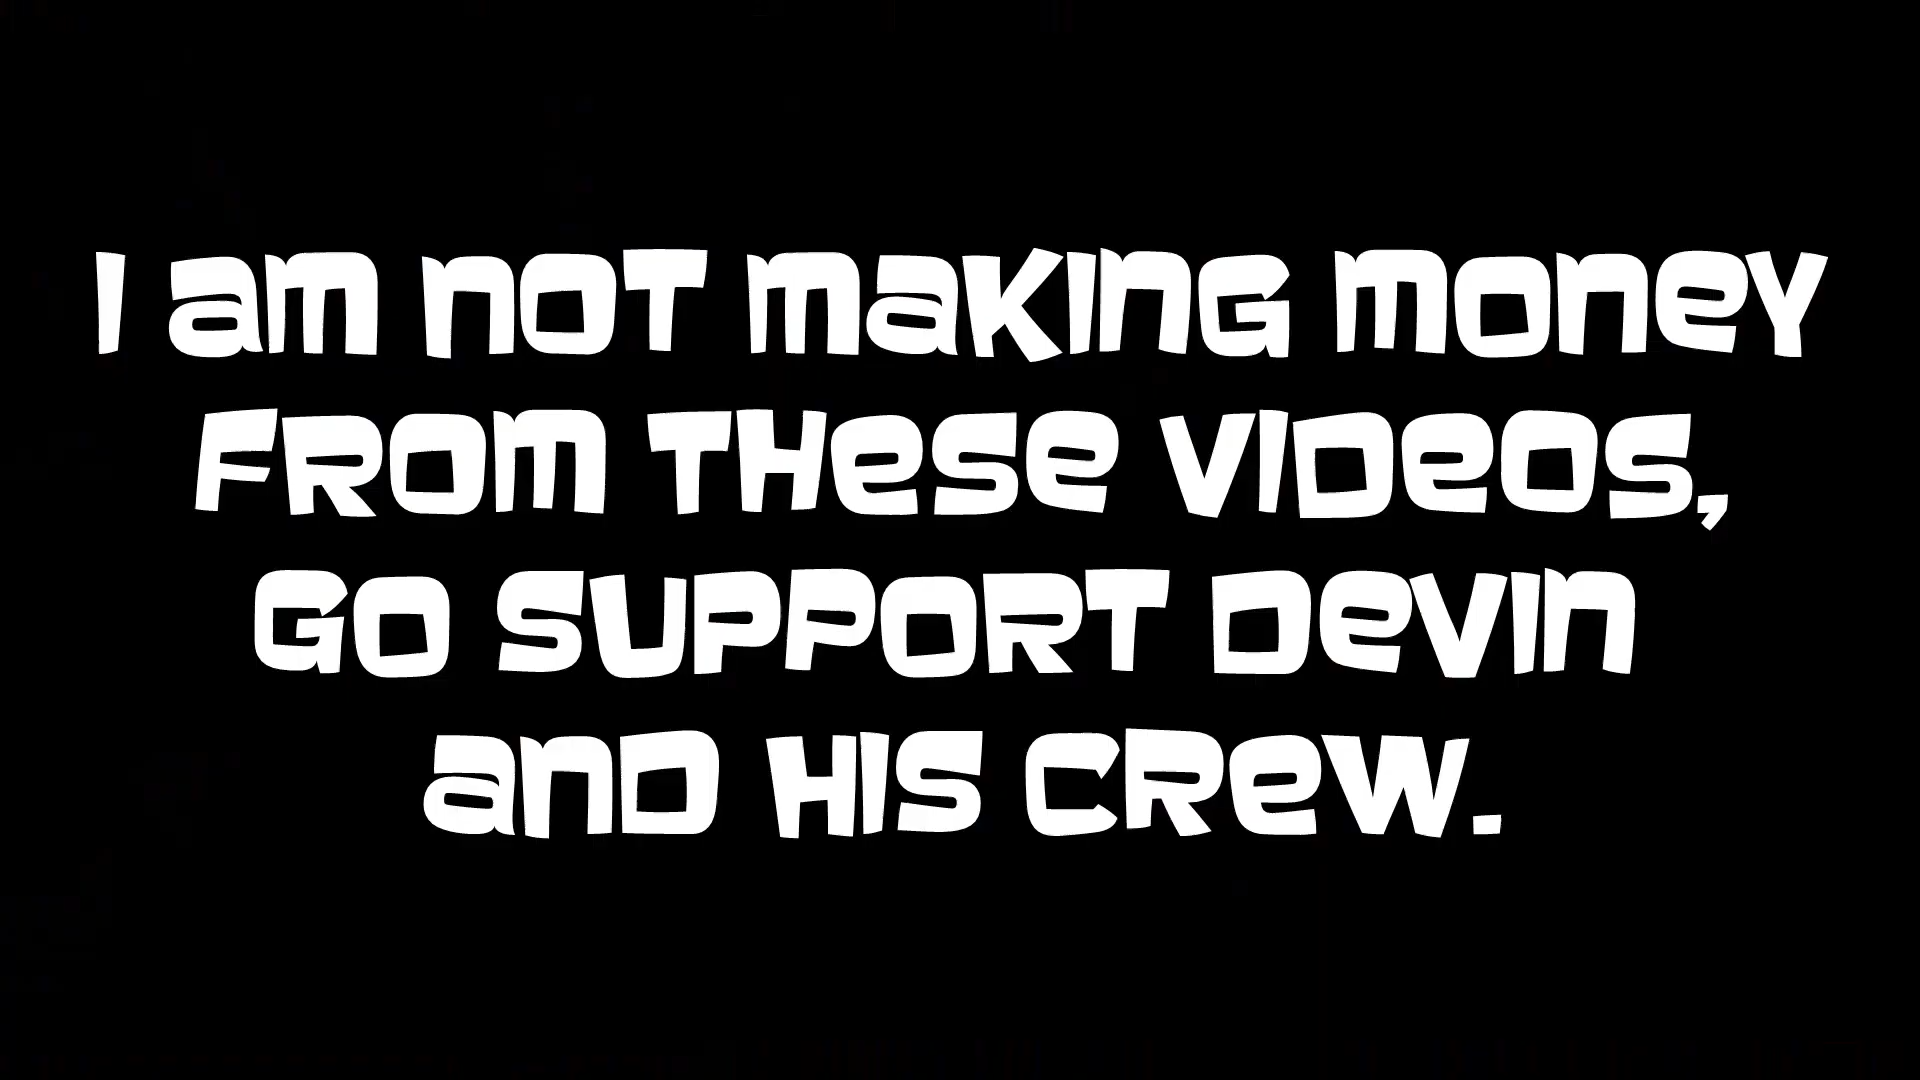 I am not making money
from these videos,
go support Devin
and his crew.